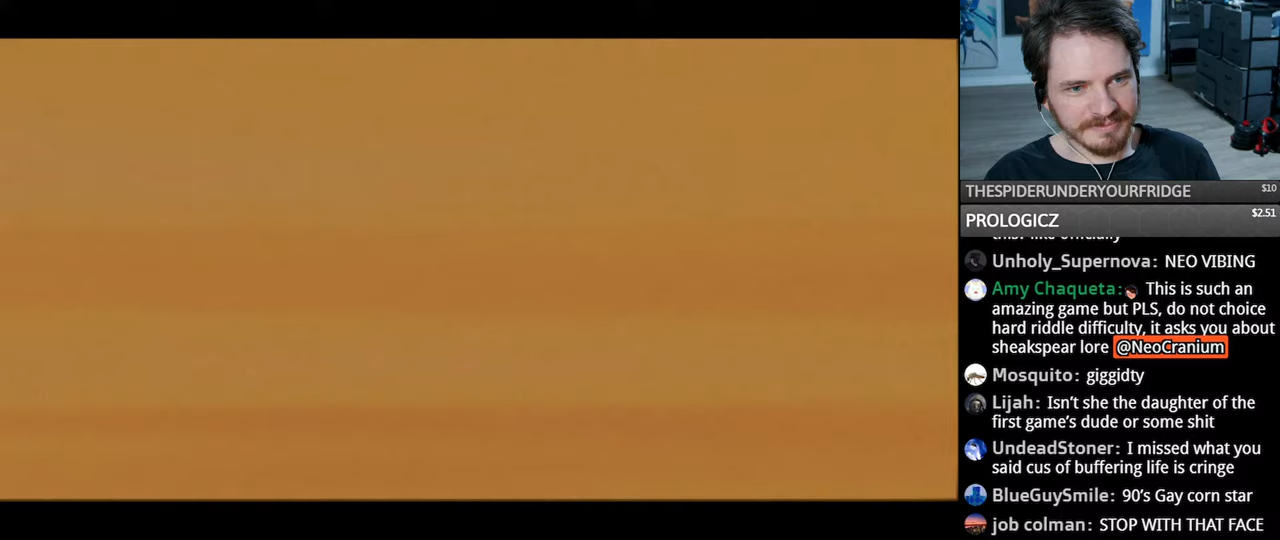 THESPIDERUNDERYOURFRIDGE $10
PROLOGICZ $2.51
this? like officially
Unholy_Supernova: NEO VIBING
Amy Chaqueta: This is such an
amazing game but PLS, do not choice
hard riddle difficulty, it asks you about
sheakspear lore @NeoCranium
Mosquito: giggidty
Lijah: Isn't she the daughter of the
first game's dude or some shit
UndeadStoner: I missed what you
said cus of buffering life is cringe
BlueGuySmile: 90's Gay corn star
job colman: STOP WITH THAT FACE